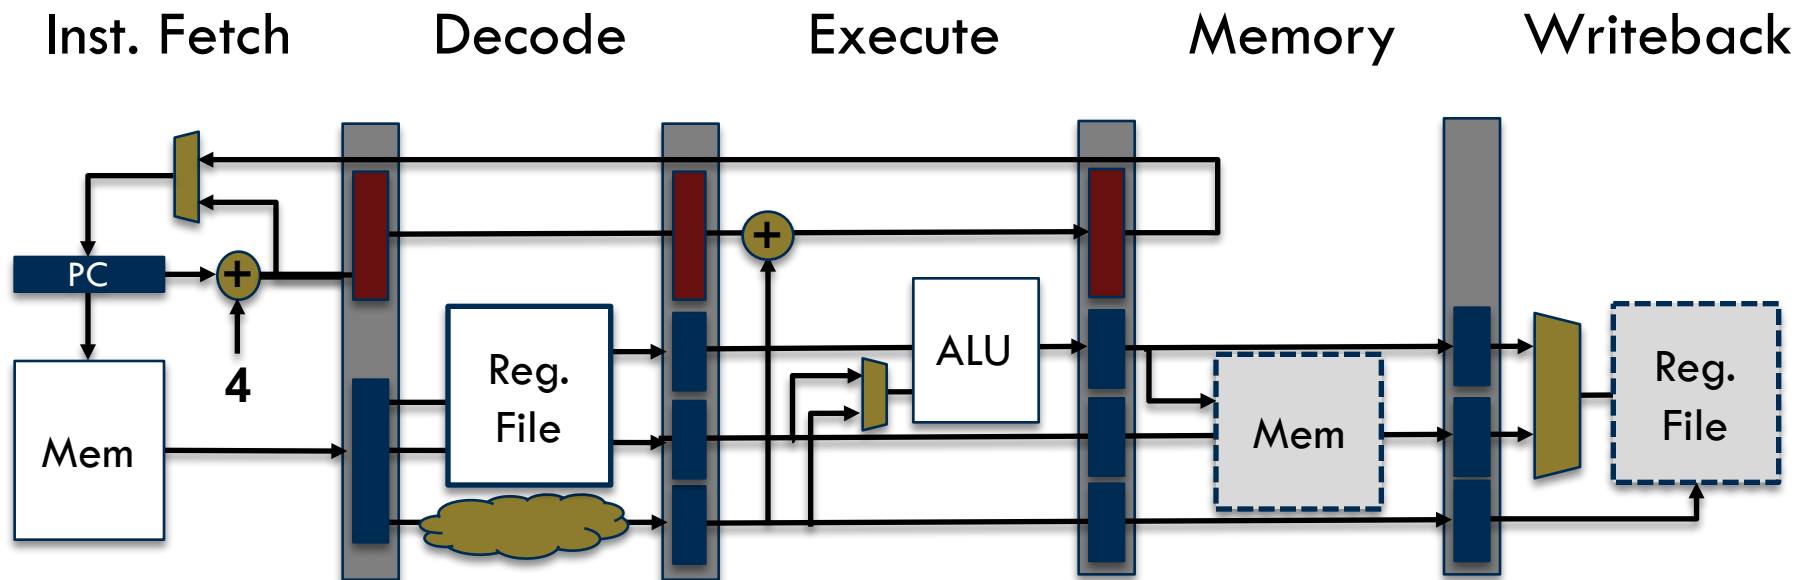 Inst. Fetch
Decode
Execute
Memory
Writeback
PC
+
4
Mem
Reg.
File
+
ALU
Mem
Reg.
File